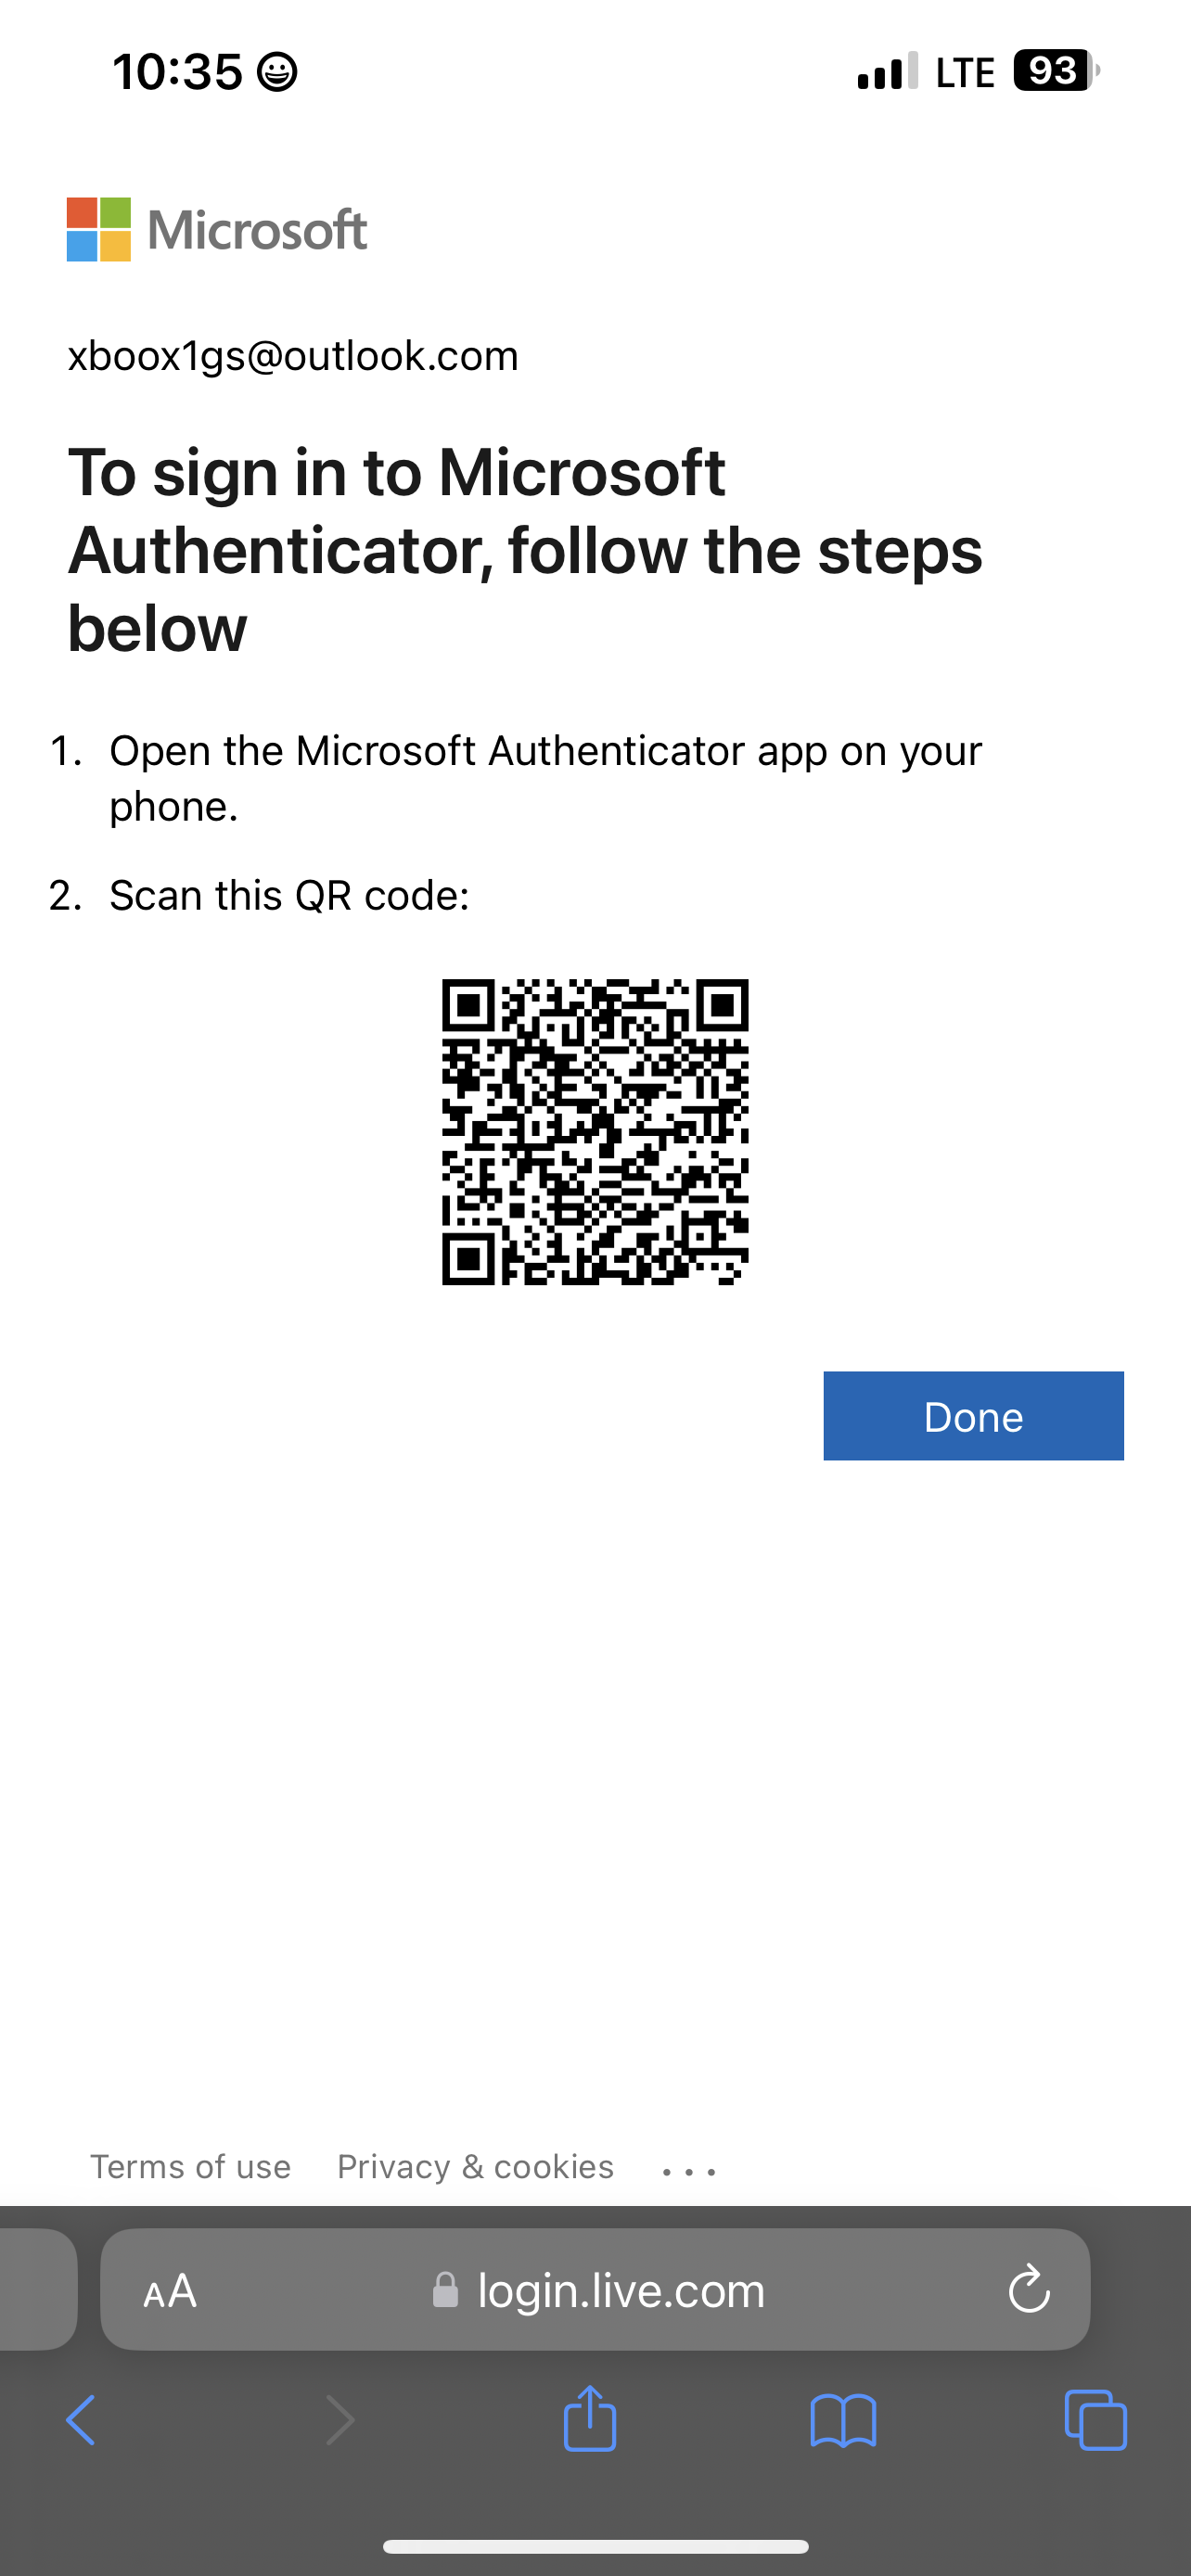 10:35
LTE 93
Microsoft
xboox1gs@outlook.com
To sign in to Microsoft
Authenticator, follow the steps
below
1. Open the Microsoft Authenticator app on your
phone.
2. Scan this QR code:
Done
Terms of use Privacy & cookies ...
AA login.live.com